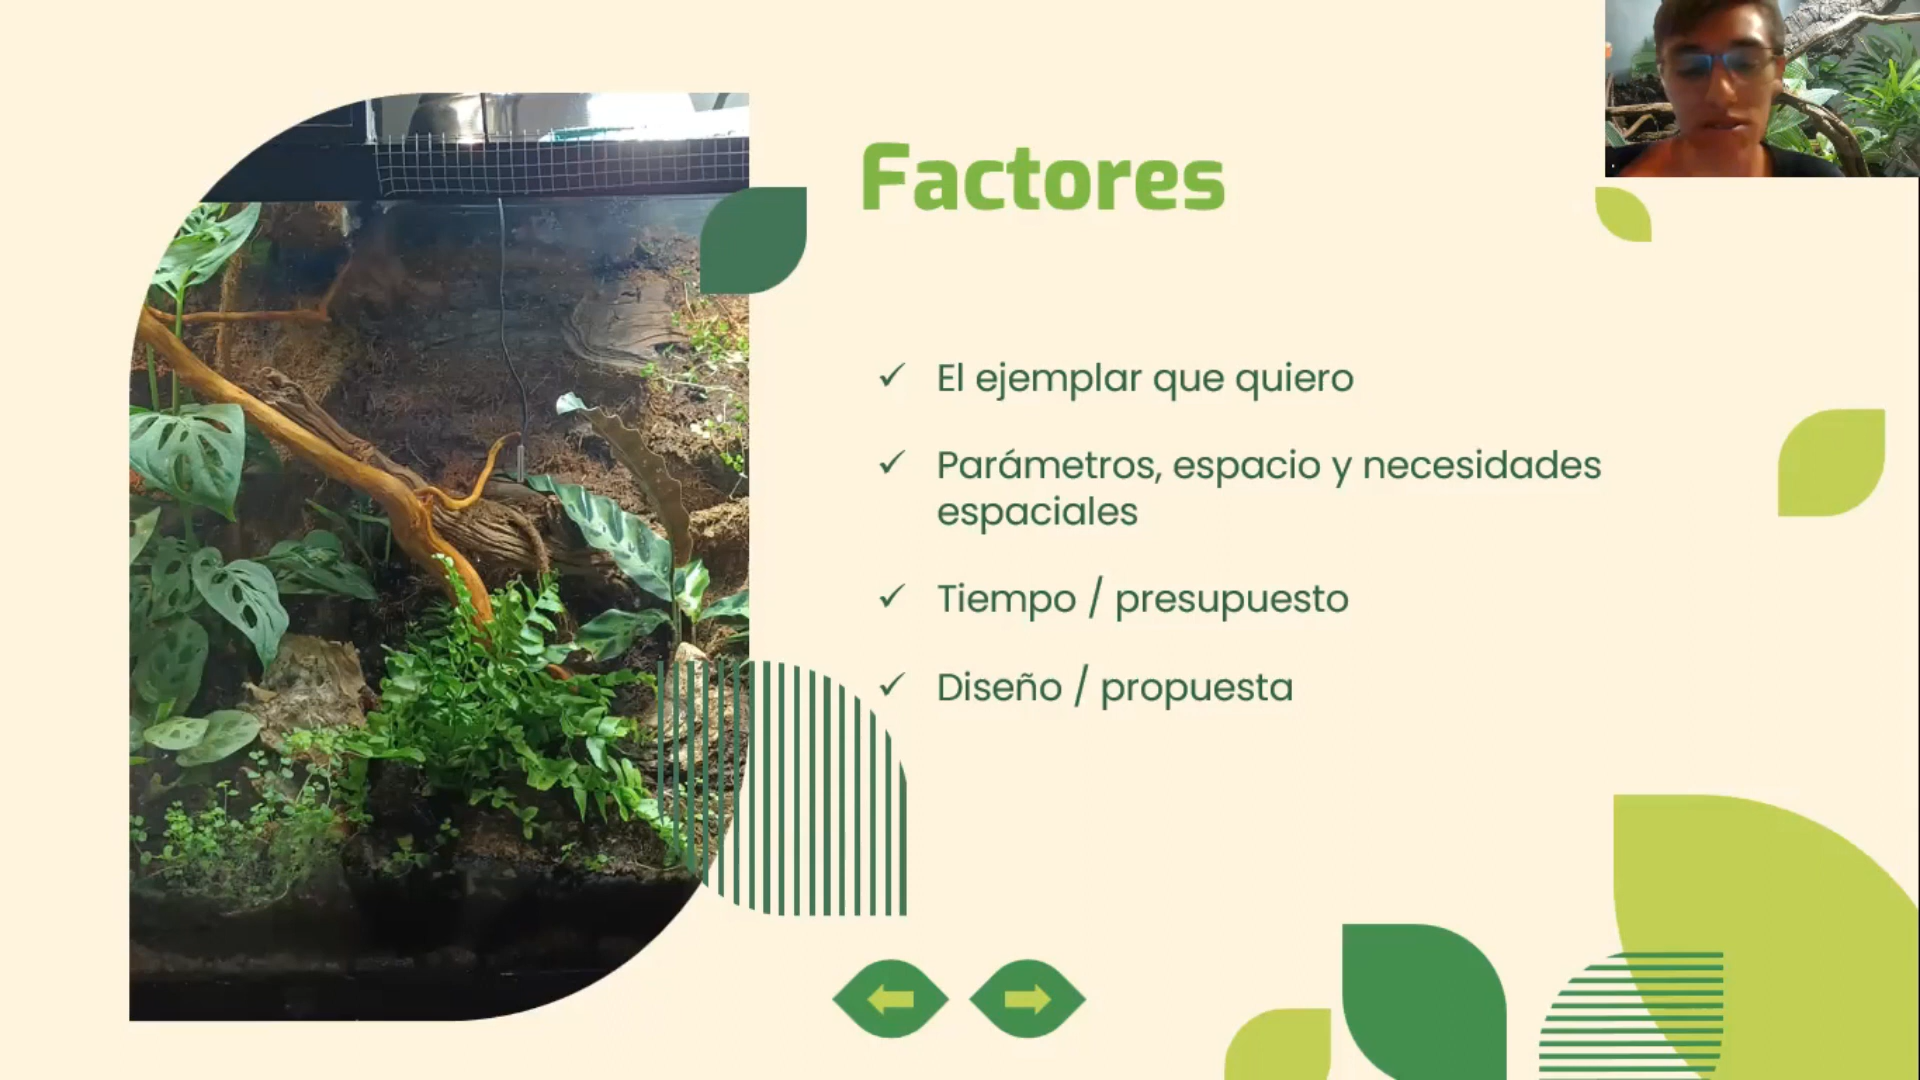 Factores
El ejemplar que quiero
Parámetros, espacio y necesidades
espaciales
Tiempo / presupuesto
Diseño / propuesta